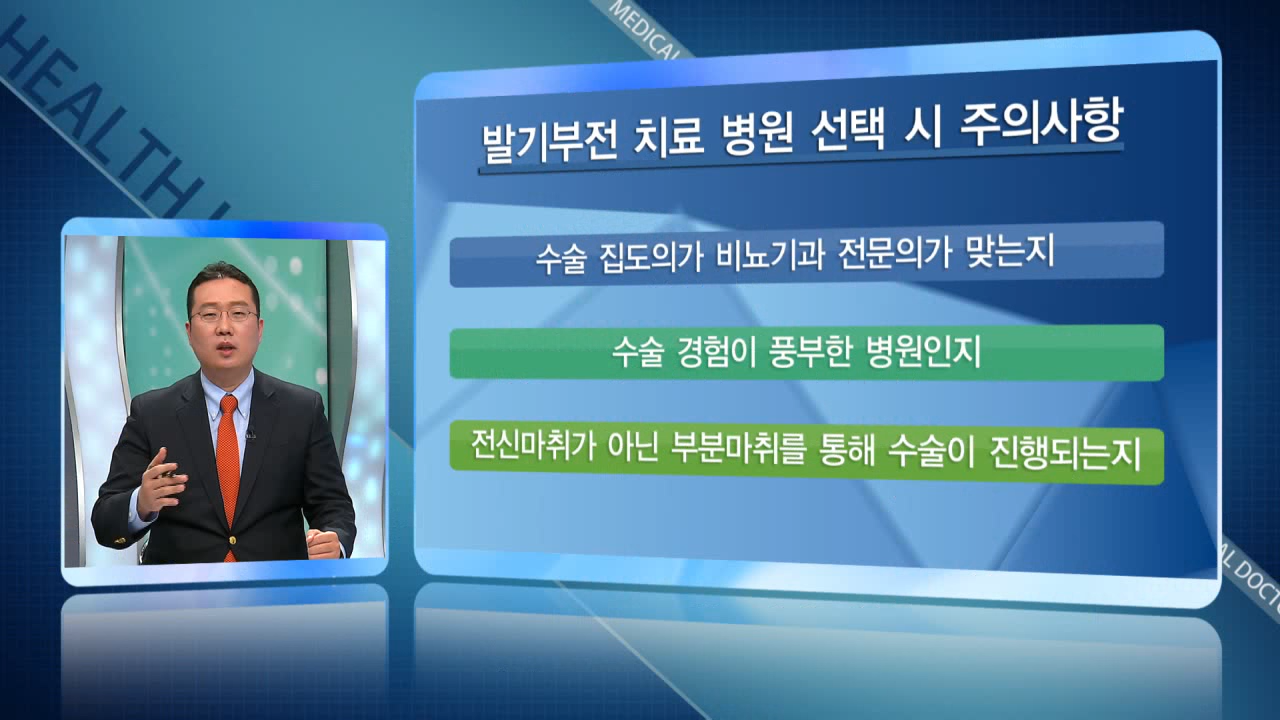 HEALTH
MEDICAL
발기부전 치료 병원 선택 시 주의사항
수술 집도의가 비뇨기과 전문의가 맞는지
수술 경험이 풍부한 병원인지
전신마취가 아닌 부분마취를 통해 수술이 진행되는지